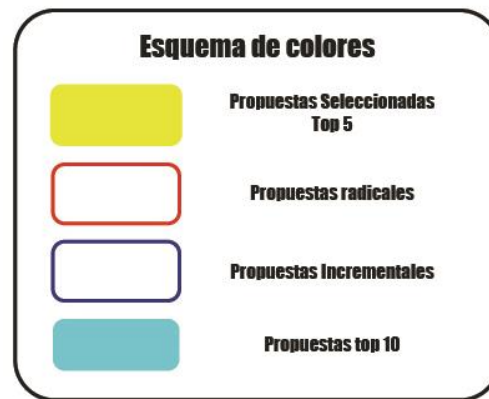 Esquema de colores
Propuestas Seleccionadas
Top 5
Propuestas radicales
Propuestas Incrementales
Propuestas top 10